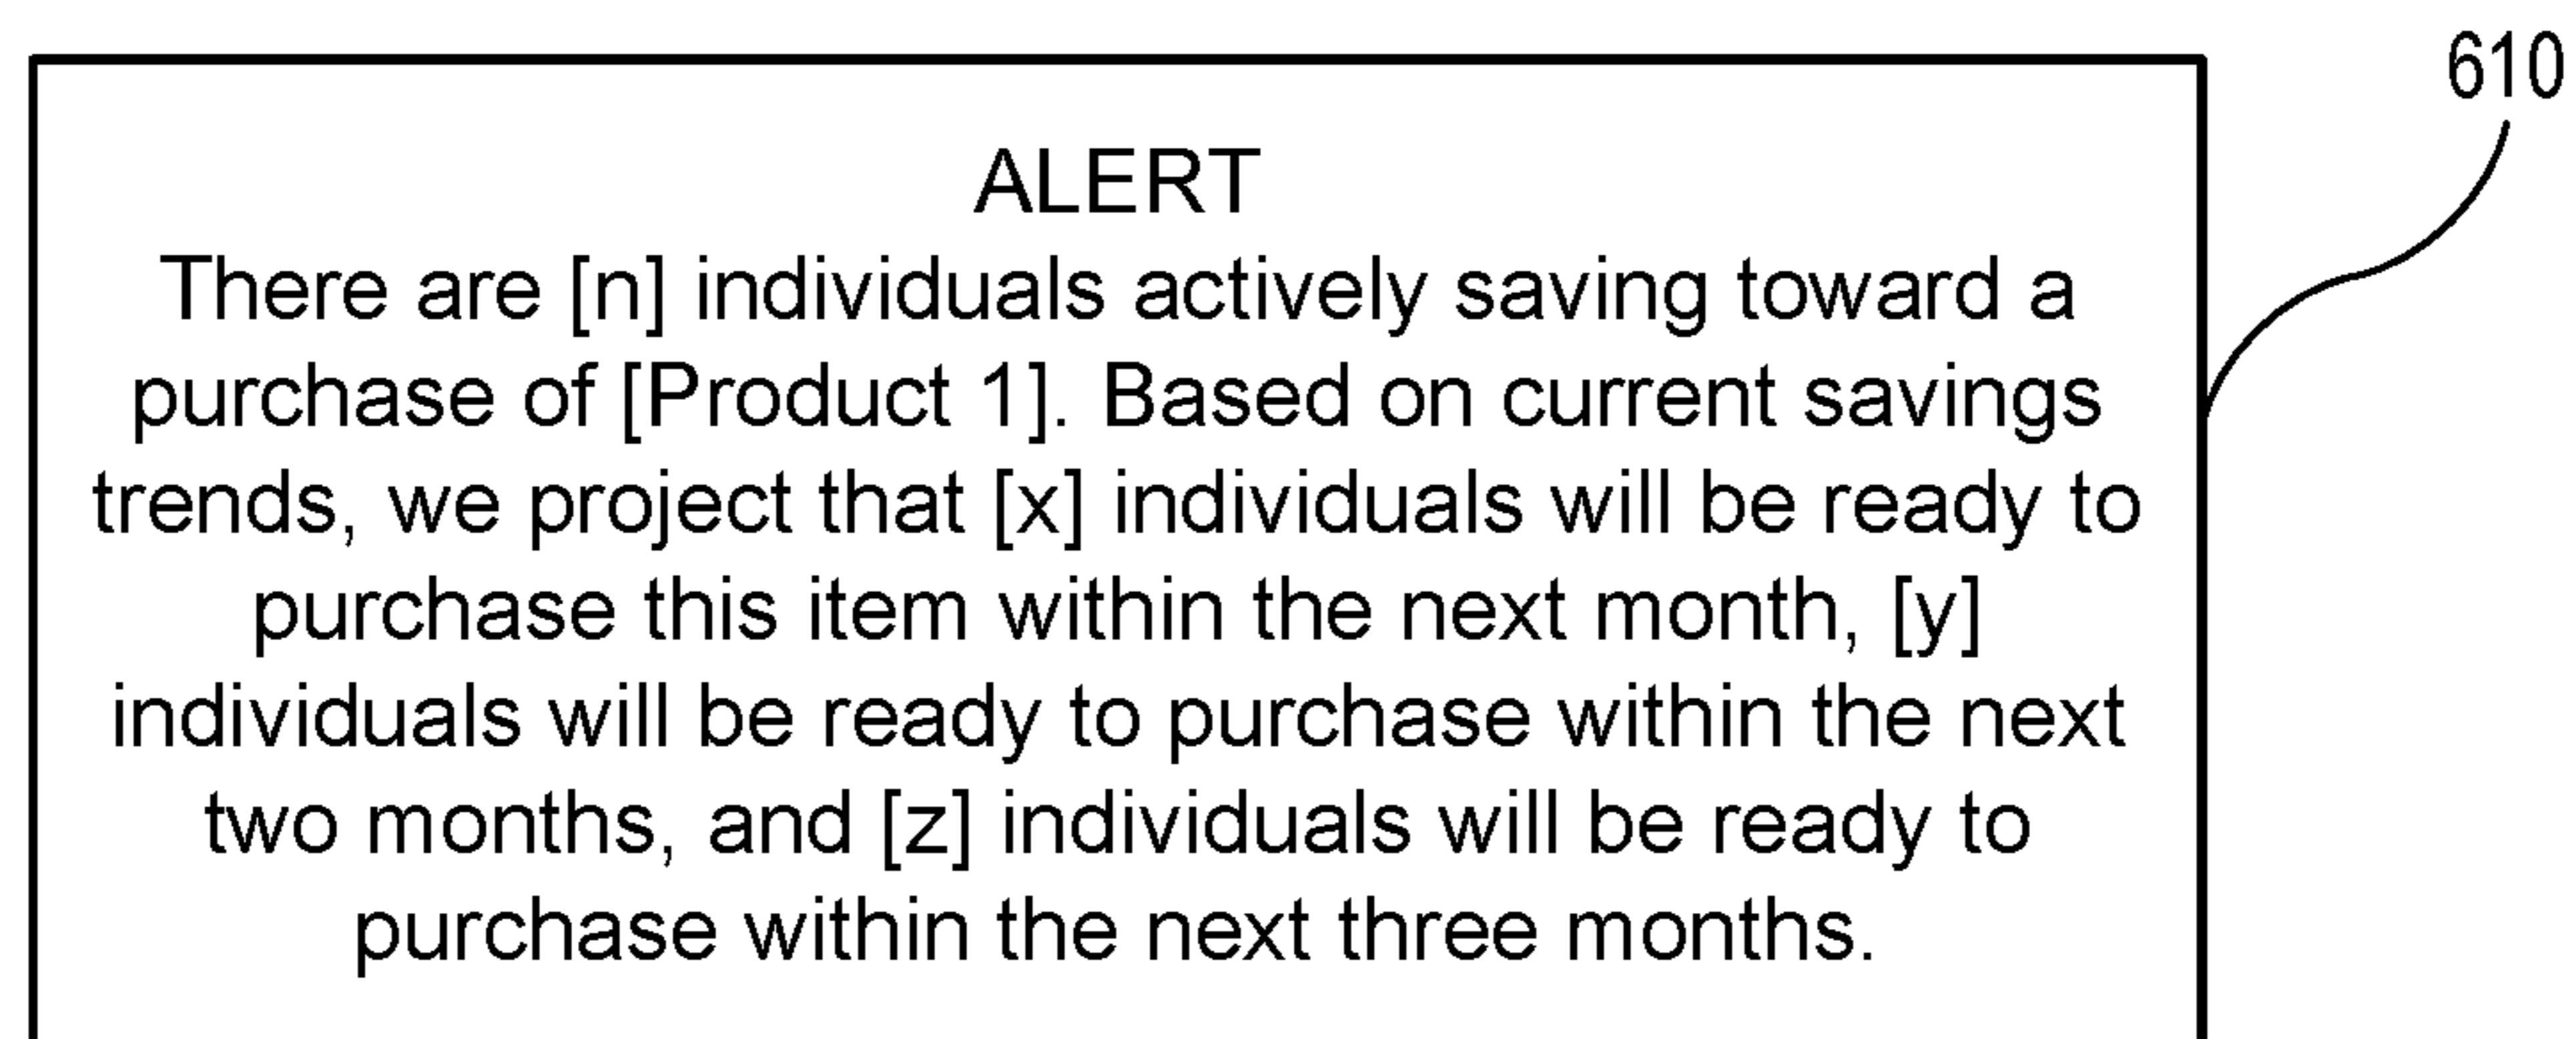 610
ALERT
There are [n] individuals actively saving toward a
purchase of [Product 1]. Based on current savings
trends, we project that [x] individuals will be ready to
purchase this item within the next month, [y]
individuals will be ready to purchase within the next
two months, and [z] individuals will be ready to
purchase within the next three months.